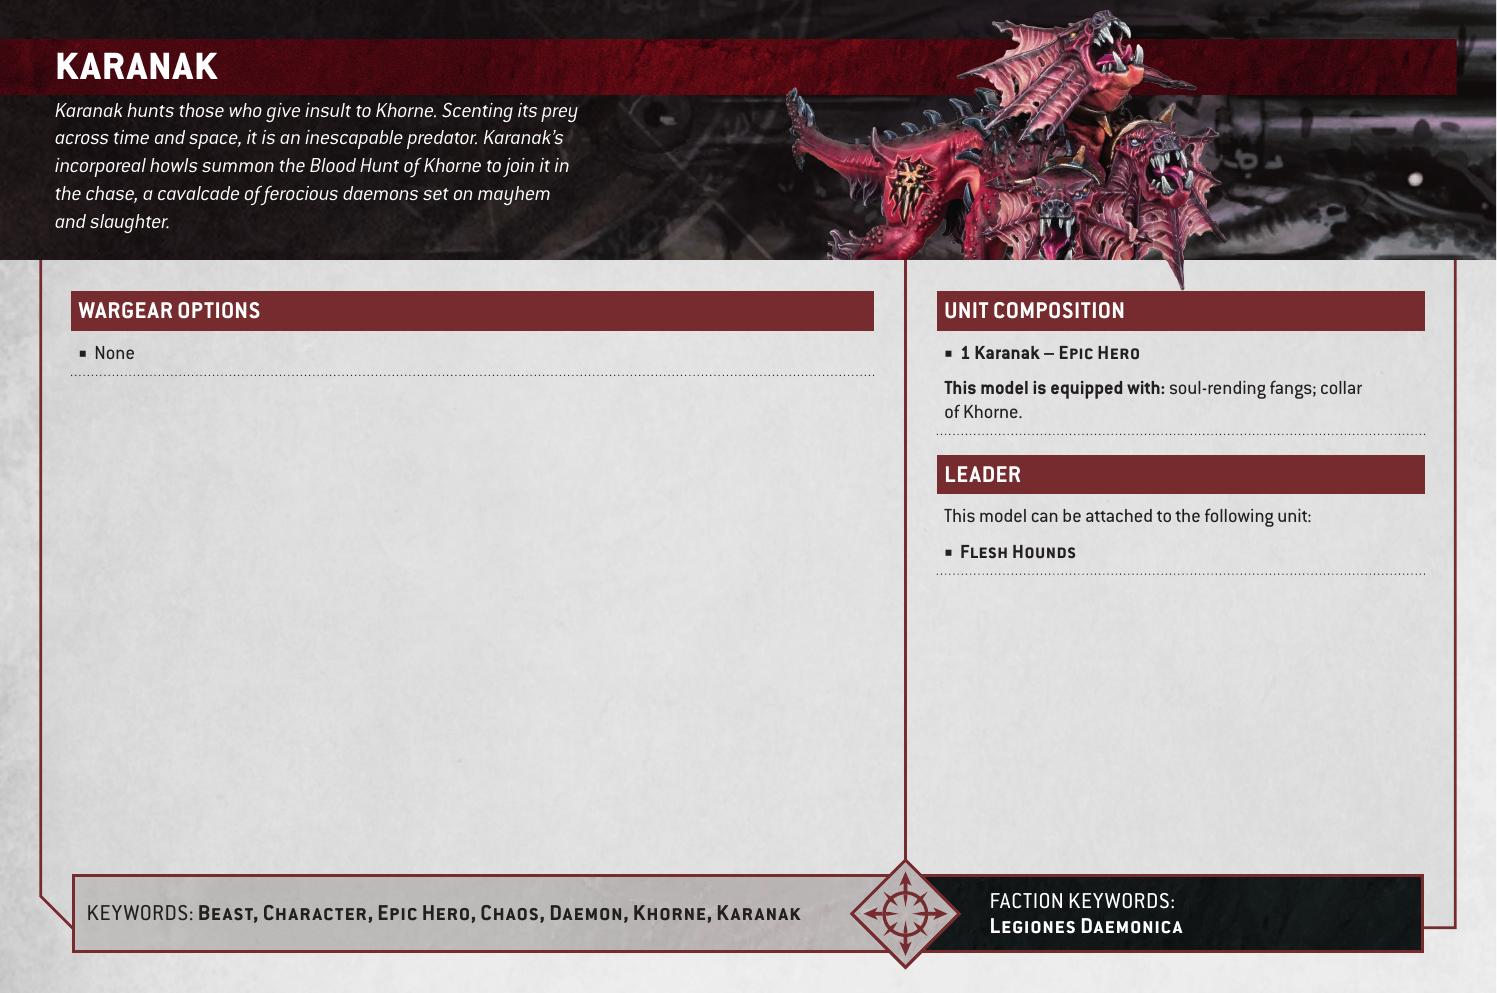 KARANAK
Karanak hunts those who give insult to Khorne. Scenting its prey
across time and space, it is an inescapable predator. Karanak’s
incorporeal howls summon the Blood Hunt of Khorne to join it in
the chase, a cavalcade of ferocious daemons set on mayhem
and slaughter.
WARGEAR OPTIONS
▪ None
UNIT COMPOSITION
▪ 1 Karanak – Epic Hero
This model is equipped with: soul-rending fangs; collar
of Khorne.
LEADER
This model can be attached to the following unit:
▪ Flesh Hounds
KEYWORDS: Beast, Character, Epic Hero, Chaos, Daemon, Khorne, Karanak
FACTION KEYWORDS:
Legiones Daemonica